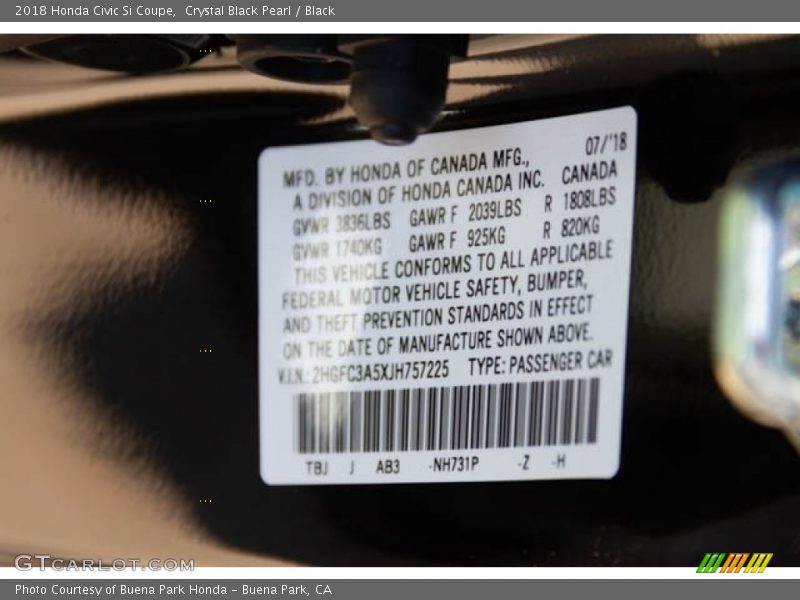 2018 Honda Civic Si Coupe,  Crystal Black Pearl / Black
07/'18
MFD. BY HONDA OF CANADA MFG.,
A DIVISION OF HONDA CANADA INC. CANADA
GVWR 3836LBS GAWR F 2039LBS R 1808LBS
GVWR 1740KG GAWR F 925KG R 820KG
THIS VEHICLE CONFORMS TO ALL APPLICABLE
FEDERAL MOTOR VEHICLE SAFETY, BUMPER,
AND THEFT PREVENTION STANDARDS IN EFFECT
ON THE DATE OF MANUFACTURE SHOWN ABOVE.
V.I.N.: 2HGFC3A5XJH757225 TYPE: PASSENGER CAR
TBJ J AB3 -NH731P -Z -H
GTCARLOT.COM
Photo Courtesy of Buena Park Honda – Buena Park, CA